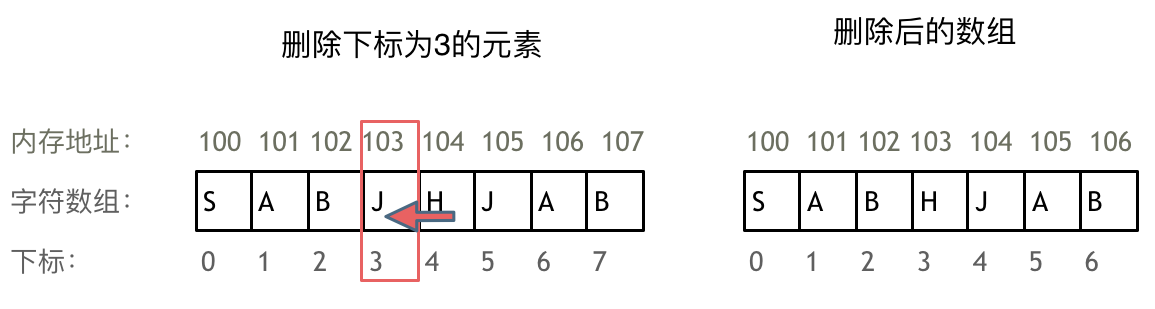 删除下标为3的元素
删除后的数组
内存地址： 100 101 102 103 104 105 106 107 100 101 102 103 104 105 106
字符数组： S A B J H J A B S A B H J A B
下标： 0 1 2 3 4 5 6 7 0 1 2 3 4 5 6